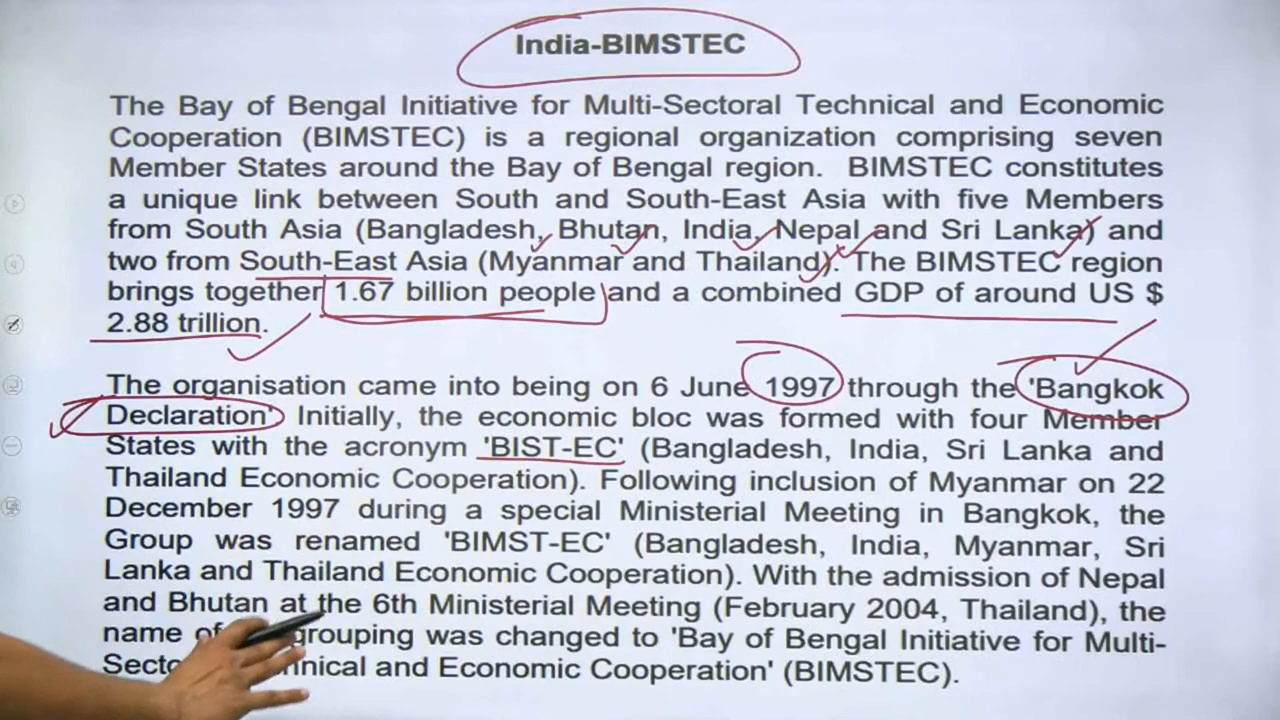 India-BIMSTEC
The Bay of Bengal Initiative for Multi-Sectoral Technical and Economic
Cooperation (BIMSTEC) is a regional organization comprising seven
Member States around the Bay of Bengal region. BIMSTEC constitutes
a unique link between South and South-East Asia with five Members
from South Asia (Bangladesh, Bhutan, India, Nepal and Sri Lanka) and
two from South-East Asia (Myanmar and Thailand). The BIMSTEC region
brings together 1.67 billion people and a combined GDP of around US $
2.88 trillion.
The organisation came into being on 6 June 1997 through the 'Bangkok
Declaration' Initially, the economic bloc was formed with four Member
States with the acronym 'BIST-EC' (Bangladesh, India, Sri Lanka and
Thailand Economic Cooperation). Following inclusion of Myanmar on 22
December 1997 during a special Ministerial Meeting in Bangkok, the
Group was renamed 'BIMST-EC' (Bangladesh, India, Myanmar, Sri
Lanka and Thailand Economic Cooperation). With the admission of Nepal
and Bhutan at the 6th Ministerial Meeting (February 2004, Thailand), the
name grouping was changed to 'Bay of Bengal Initiative for Multi-
and Economic Cooperation' (BIMSTEC).